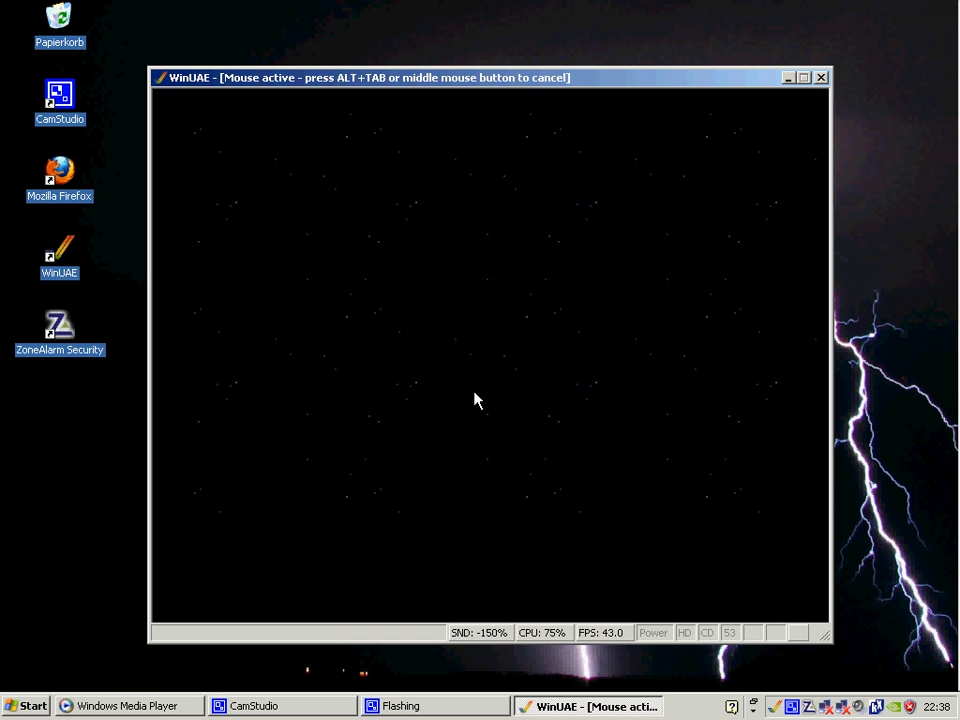 Papierkorb
CamStudio
Mozilla Firefox
WinUAE
ZoneAlarm Security
WinUAE - [Mouse active - press ALT+TAB or middle mouse button to cancel]
SND: -150% CPU: 75% FPS: 43.0 Power HD CD 53
Start Windows Media Player CamStudio Flashing WinUAE - [Mouse acti... 22:38